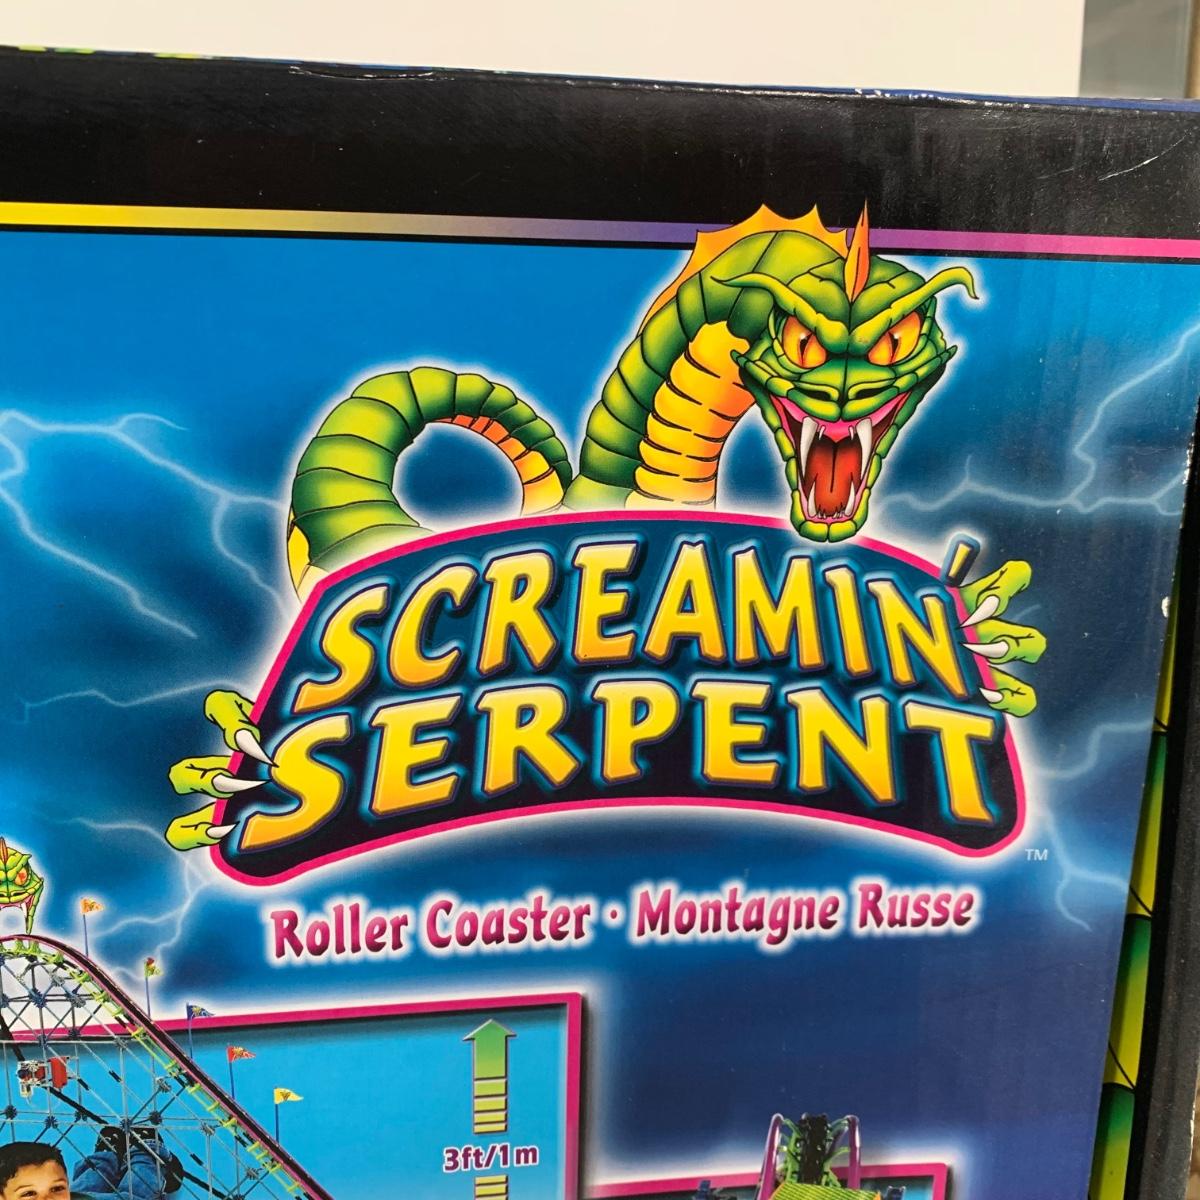 SCREAMIN'
SERPENT
TM
Roller Coaster · Montagne Russe
3ft/1m